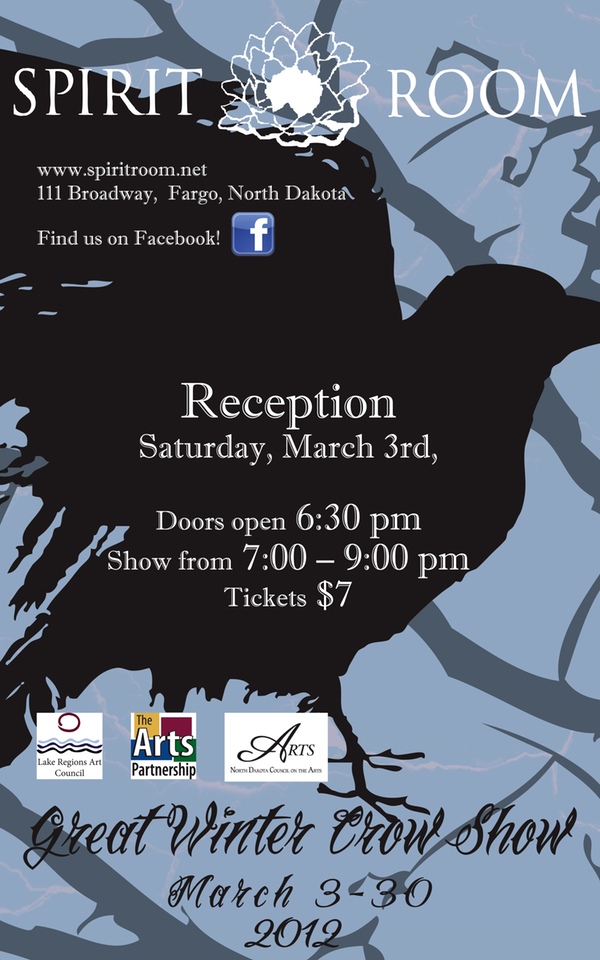 SPIRIT ROOM
www.spiritroom.net
111 Broadway, Fargo, North Dakota
Find us on Facebook!
f
Reception
Saturday, March 3rd,
Doors open 6:30 pm
Show from 7:00 – 9:00 pm
Tickets $7
Lake Regions Art
Council
The
Arts
Partnership
ARTS
NORTH DAKOTA COUNCIL ON THE ARTS
Great Winter Crow Show
March 3-30
2012